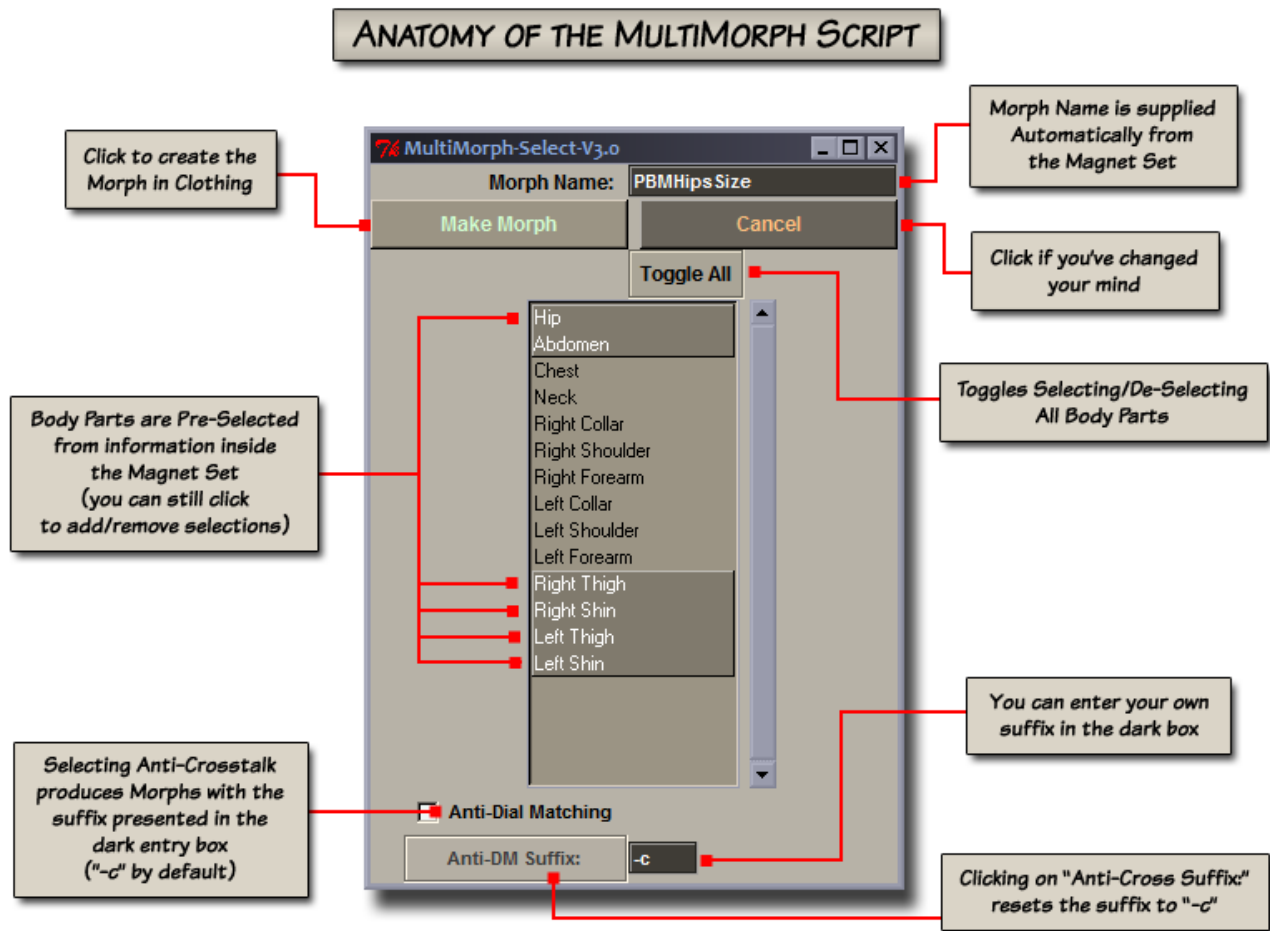 ANATOMY OF THE MULTIMORPH SCRIPT
Click to create the
Morph in Clothing
Morph Name is supplied
Automatically from
the Magnet Set
MultiMorph-Select-V3.0
Morph Name: PBMHipsSize
Make Morph Cancel
Toggle All
Click if you've changed
your mind
Hip
Abdomen
Chest
Neck
Right Collar
Right Shoulder
Right Forearm
Left Collar
Left Shoulder
Left Forearm
Right Thigh
Right Shin
Left Thigh
Left Shin
Toggles Selecting/De-Selecting
All Body Parts
Body Parts are Pre-Selected
from information inside
the Magnet Set
(you can still click
to add/remove selections)
You can enter your own
suffix in the dark box
Selecting Anti-Crosstalk
produces Morphs with the
suffix presented in the
dark entry box
("-c" by default)
Anti-Dial Matching
Anti-DM Suffix: -c
Clicking on "Anti-Cross Suffix:"
resets the suffix to "-c"